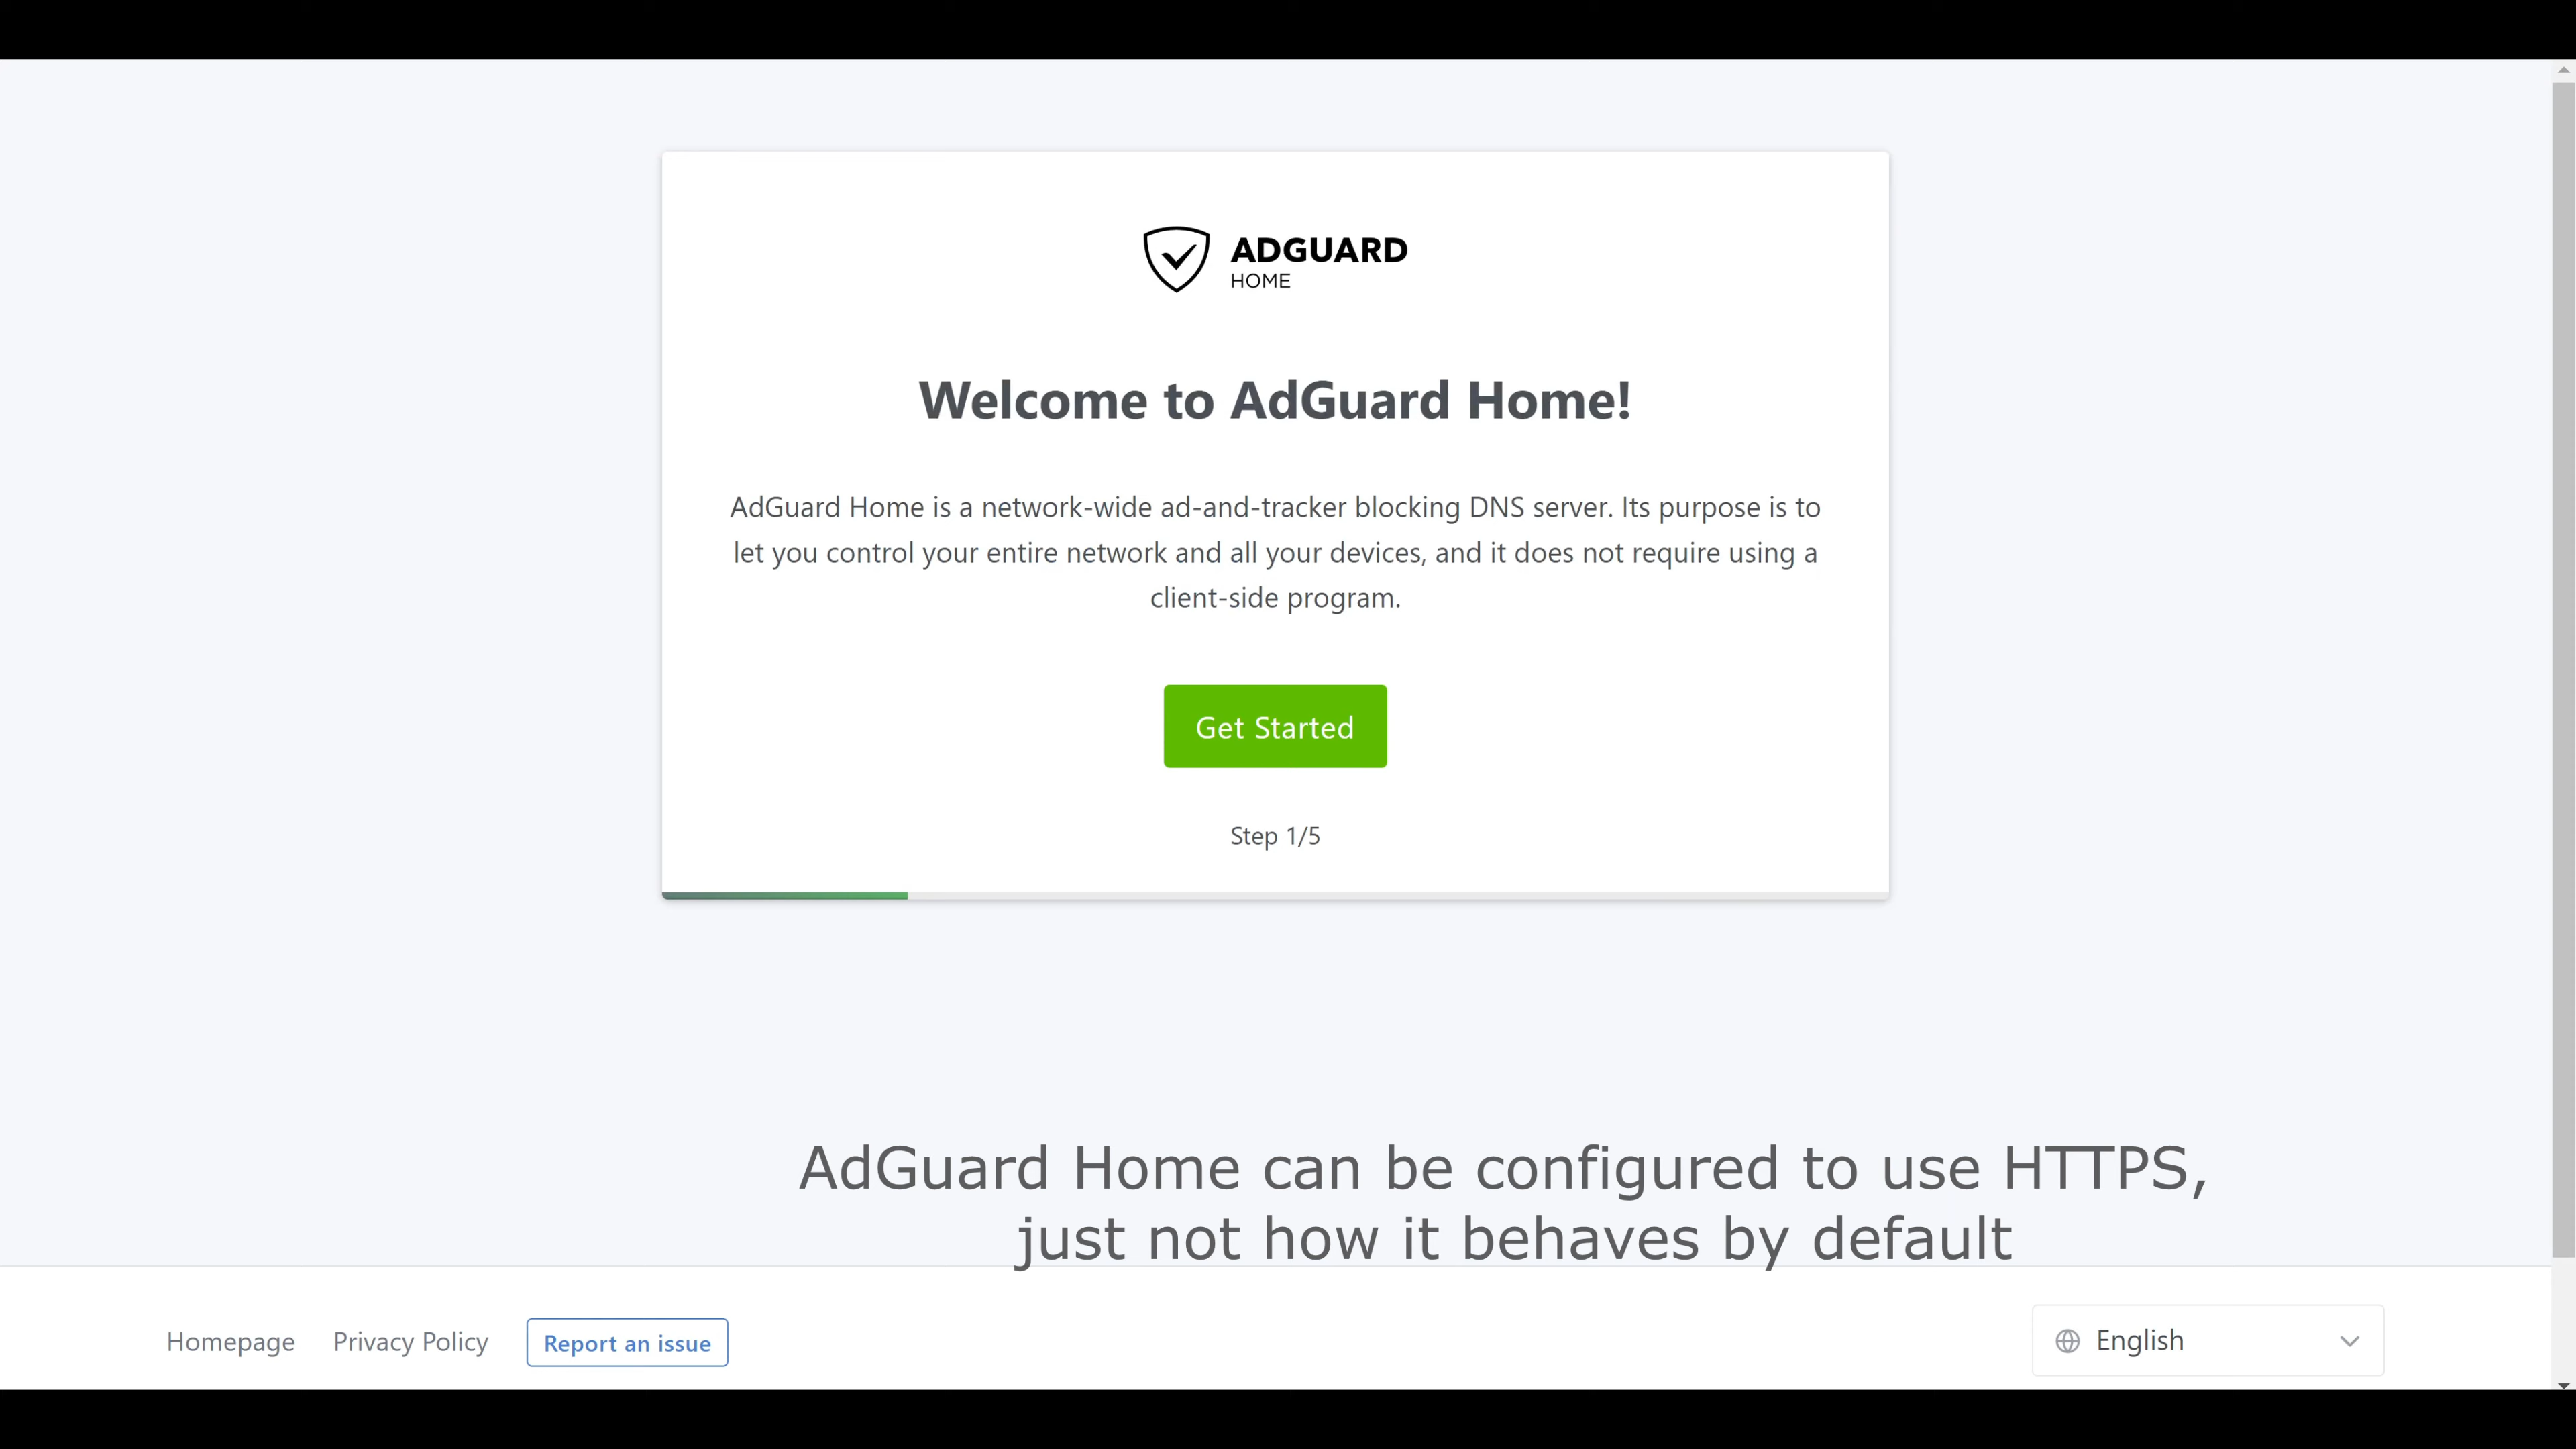 ADGUARD
HOME
Welcome to AdGuard Home!
AdGuard Home is a network-wide ad-and-tracker blocking DNS server. Its purpose is to
let you control your entire network and all your devices, and it does not require using a
client-side program.
Get Started
Step 1/5
AdGuard Home can be configured to use HTTPS,
just not how it behaves by default
Homepage Privacy Policy Report an issue English